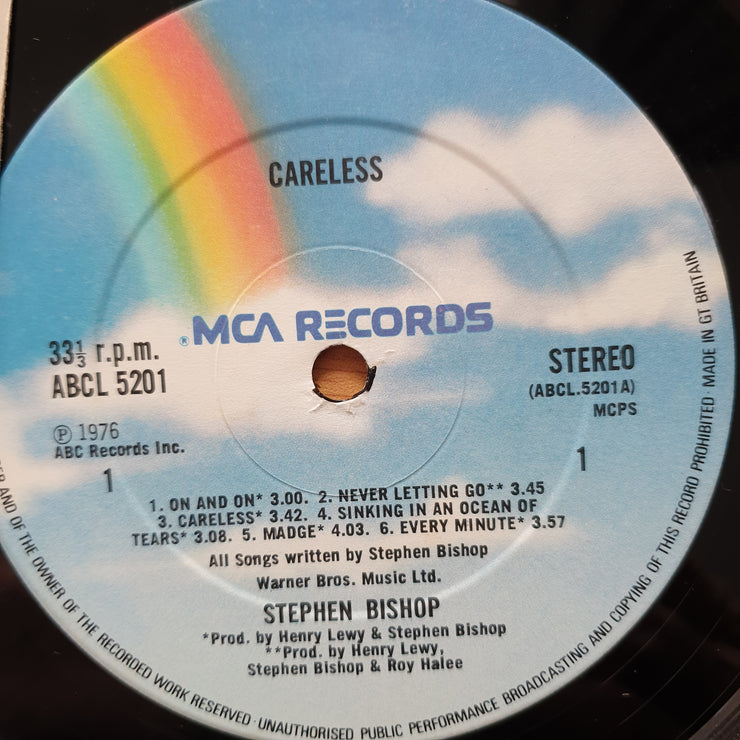 CARELESS
®MCA RECORDS
33⅓ r.p.m.
ABCL 5201
STEREO
(ABCL.5201A)
MCPS
Ⓟ 1976
ABC Records Inc.
1
1
1. ON AND ON* 3.00. 2. NEVER LETTING GO** 3.45
3. CARELESS* 3.42. 4. SINKING IN AN OCEAN OF
TEARS* 3.08. 5. MADGE* 4.03. 6. EVERY MINUTE* 3.57
All Songs written by Stephen Bishop
Warner Bros. Music Ltd.
STEPHEN BISHOP
*Prod. by Henry Lewy & Stephen Bishop
**Prod. by Henry Lewy,
Stephen Bishop & Roy Halee
AND OF THE OWNER OF THE RECORDED WORK RESERVED · UNAUTHORISED PUBLIC PERFORMANCE BROADCASTING AND COPYING OF THIS RECORD PROHIBITED · MADE IN GT BRITAIN